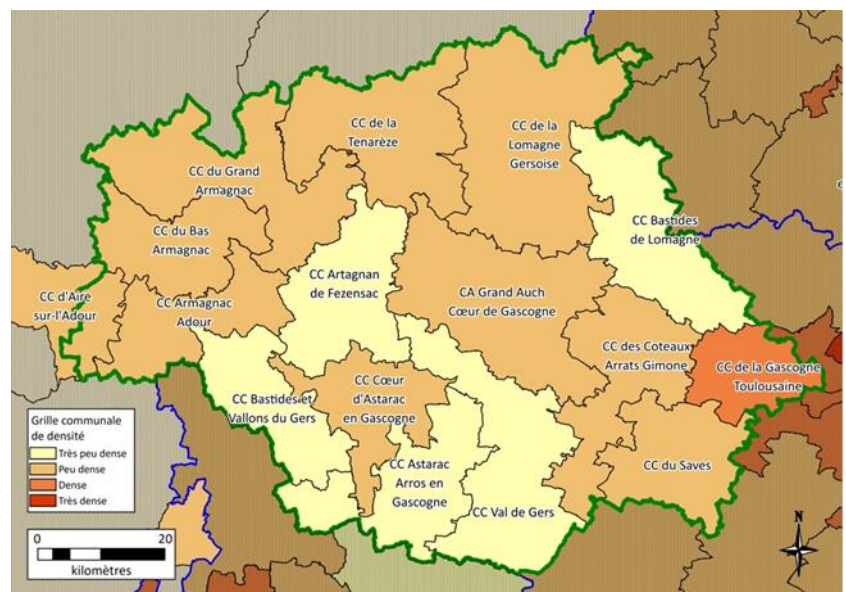 CC de la
Tenarèze
CC de la
Lomagne
Gersoise
CC du Grand
Armagnac
CC Bastides
de Lomagne
CC du Bas
Armagnac
CC Artagnan
de Fezensac
CA Grand Auch
Cœur de Gascogne
CC d'Aire
sur-l'Adour
CC Armagnac
Adour
CC des Coteaux
Arrats Gimone
CC de la Gascogne
Toulousaine
CC Bastides et
Vallons du Gers
CC Cœur
d'Astarac
en Gascogne
CC du Saves
CC Astarac
Arros en
Gascogne
CC Val de Gers
Grille communale
de densité
Très peu dense
Peu dense
Dense
Très dense
0 20
kilomètres
N